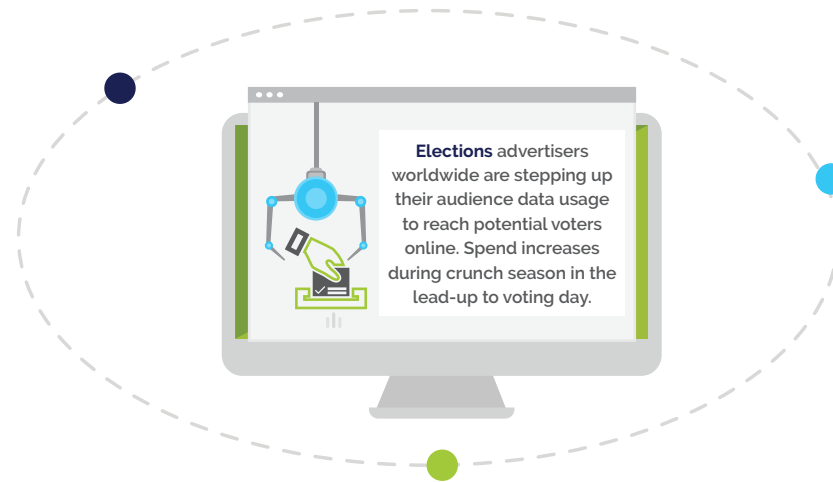 Elections advertisers
worldwide are stepping up
their audience data usage
to reach potential voters
online. Spend increases
during crunch season in the
lead-up to voting day.